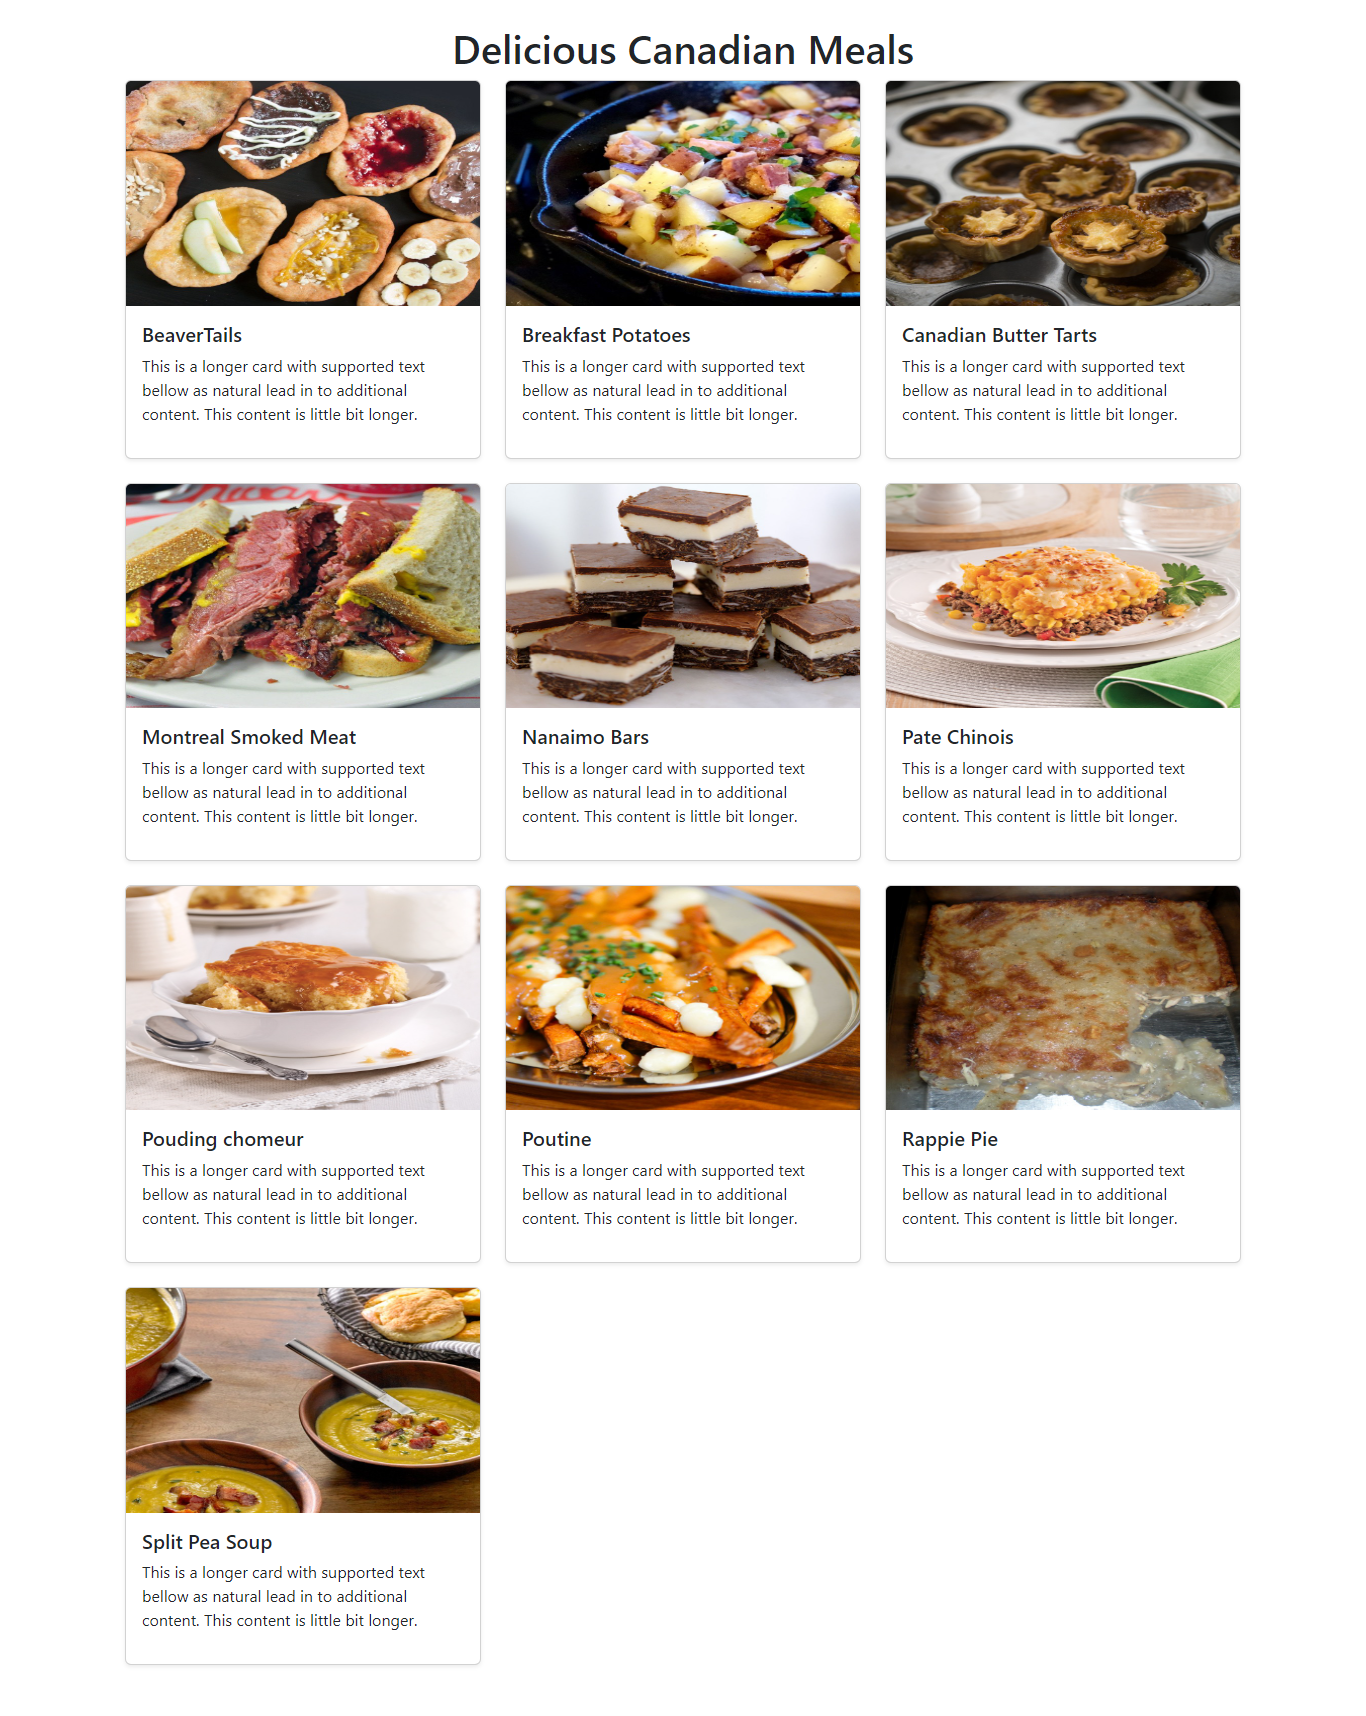 Delicious Canadian Meals
BeaverTails
This is a longer card with supported text
bellow as natural lead in to additional
content. This content is little bit longer.
Breakfast Potatoes
This is a longer card with supported text
bellow as natural lead in to additional
content. This content is little bit longer.
Canadian Butter Tarts
This is a longer card with supported text
bellow as natural lead in to additional
content. This content is little bit longer.
Montreal Smoked Meat
This is a longer card with supported text
bellow as natural lead in to additional
content. This content is little bit longer.
Nanaimo Bars
This is a longer card with supported text
bellow as natural lead in to additional
content. This content is little bit longer.
Pate Chinois
This is a longer card with supported text
bellow as natural lead in to additional
content. This content is little bit longer.
Pouding chomeur
This is a longer card with supported text
bellow as natural lead in to additional
content. This content is little bit longer.
Poutine
This is a longer card with supported text
bellow as natural lead in to additional
content. This content is little bit longer.
Rappie Pie
This is a longer card with supported text
bellow as natural lead in to additional
content. This content is little bit longer.
Split Pea Soup
This is a longer card with supported text
bellow as natural lead in to additional
content. This content is little bit longer.